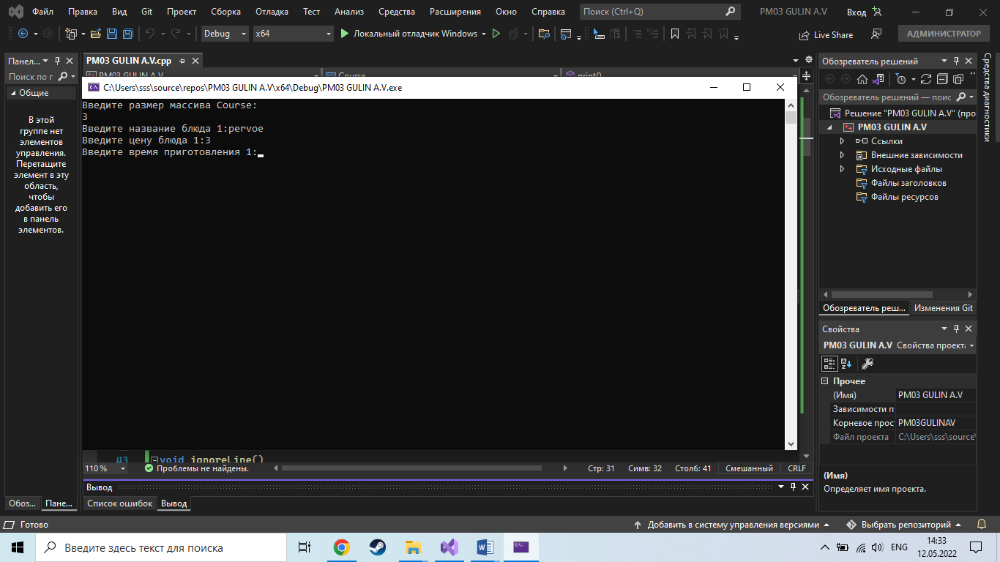 Файл Правка Вид Git Проект Сборка Отладка Тест Анализ Средства Расширения Окно Справка Поиск (Ctrl+Q) PM03 GULIN A.V Вход
Debug x64 Локальный отладчик Windows Live Share АДМИНИСТРАТОР
Панел...
Поиск по г
Общие
В этой
группе нет
элементов
управления.
Перетащите
элемент в эту
область,
чтобы
добавить его
в панель
элементов.
Обоз... Пане...
PM03 GULIN A.V.cpp
PM03 GULIN A.V Course print()
C:\Users\sss\source\repos\PM03 GULIN A.V\x64\Debug\PM03 GULIN A.V.exe
Введите размер массива Course:
3
Введите название блюда 1:pervoe
Введите цену блюда 1:3
Введите время приготовления 1:
43 void ignoreLine()
110 % Проблемы не найдены. Стр: 31 Симв: 32 Столб: 41 Смешанный CRLF
Вывод
Список ошибок Вывод
Обозреватель решений
Обозреватель решений — поис
Решение "PM03 GULIN A.V" (про
PM03 GULIN A.V
Ссылки
Внешние зависимости
Исходные файлы
Файлы заголовков
Файлы ресурсов
Обозреватель реш... Изменения Git
Свойства
PM03 GULIN A.V Свойства проекта
Прочее
(Имя) PM03 GULIN A.V
Зависимости п
Корневое прос PM03GULINAV
Файл проекта C:\Users\sss\source\
(Имя)
Определяет имя проекта.
Средства диагностики
Готово Добавить в систему управления версиями Выбрать репозиторий
Введите здесь текст для поиска
ENG
14:33
12.05.2022